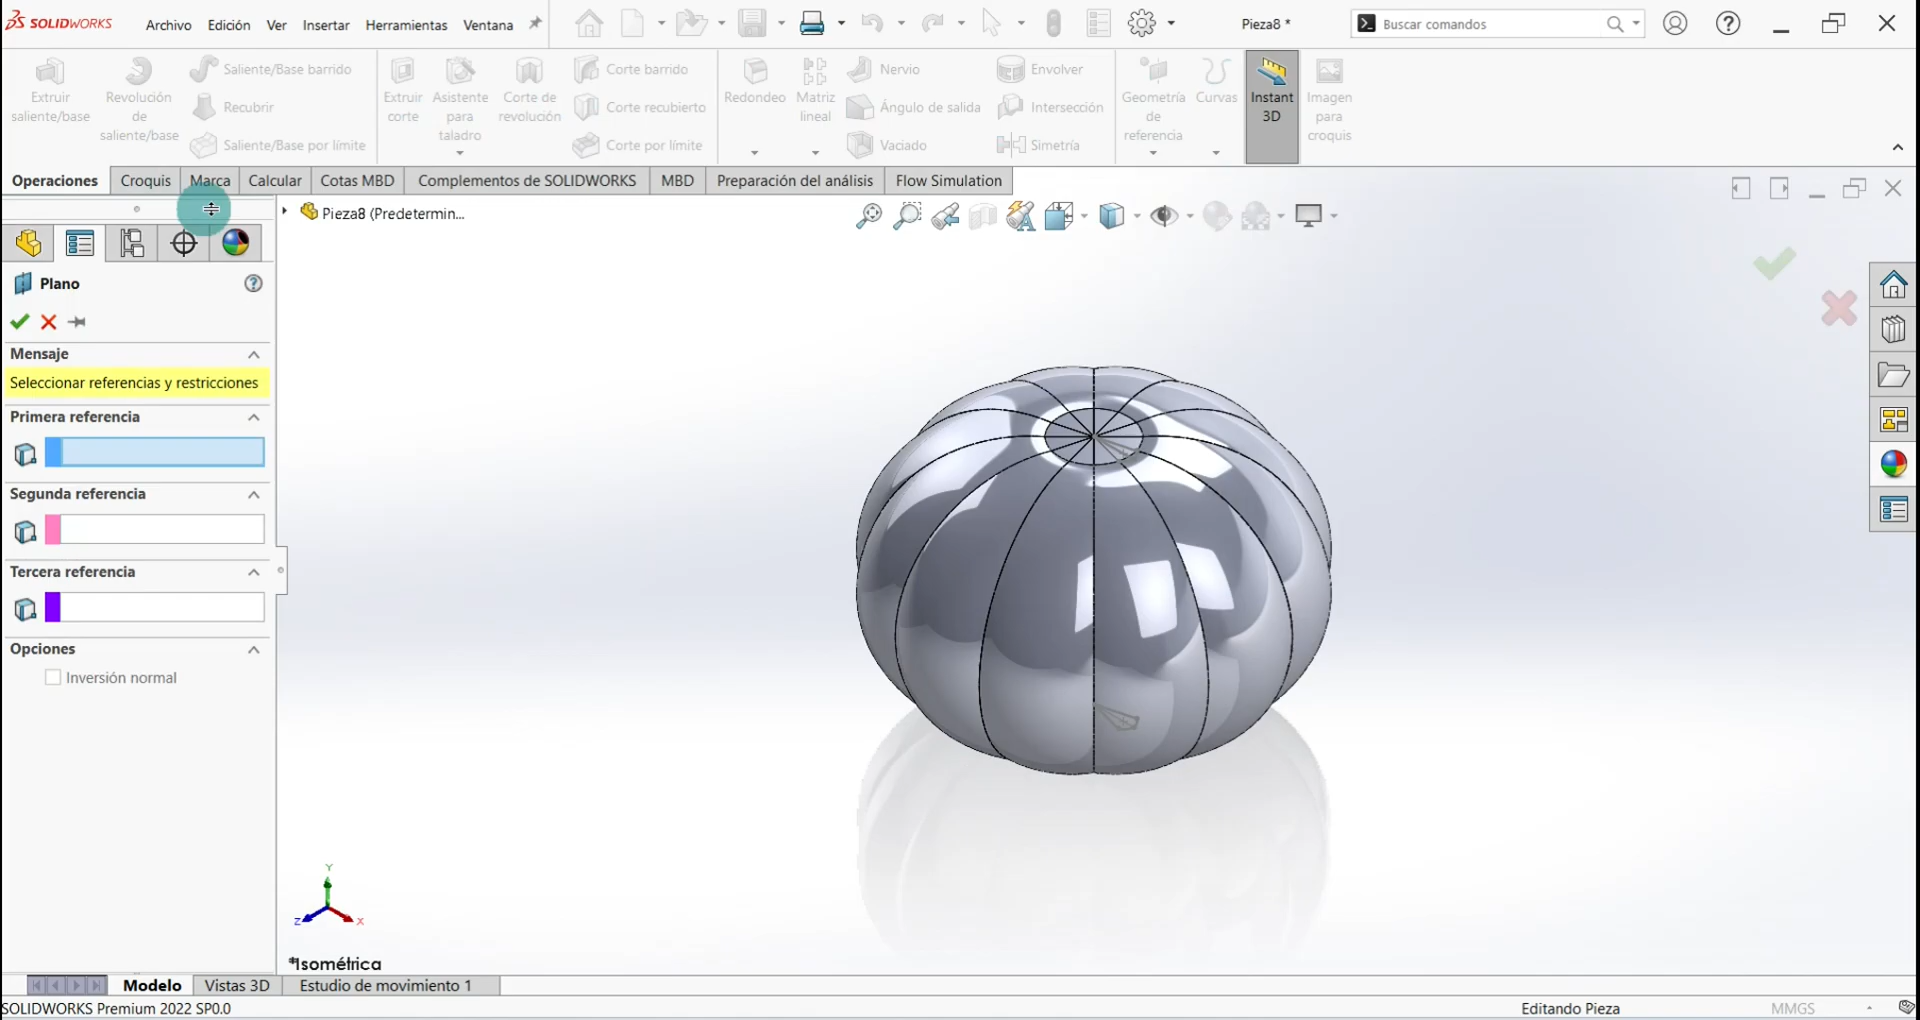 SOLIDWORKS
Archivo Edición Ver Insertar Herramientas Ventana
Pieza8 *
Buscar comandos
Extruir saliente/base
Revolución de saliente/base
Saliente/Base barrido
Recubrir
Saliente/Base por límite
Extruir corte
Asistente para taladro
Corte de revolución
Corte barrido
Corte recubierto
Corte por límite
Redondeo
Matriz lineal
Nervio
Ángulo de salida
Vaciado
Envolver
Intersección
Simetría
Geometría de referencia
Curvas
Instant 3D
Imagen para croquis
Operaciones Croquis Marca Calcular Cotas MBD Complementos de SOLIDWORKS MBD Preparación del análisis Flow Simulation
Pieza8 (Predetermin...
Plano
Mensaje
Seleccionar referencias y restricciones
Primera referencia
Segunda referencia
Tercera referencia
Opciones
Inversión normal
Y
Z
X
*Isométrica
Modelo Vistas 3D Estudio de movimiento 1
SOLIDWORKS Premium 2022 SP0.0
Editando Pieza
MMGS